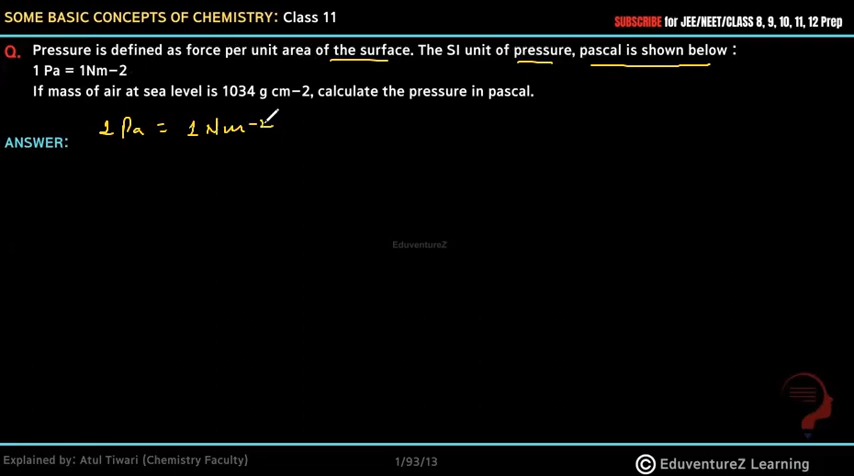 SOME BASIC CONCEPTS OF CHEMISTRY: Class 11
SUBSCRIBE for JEE/NEET/CLASS 8, 9, 10, 11, 12 Prep
Q. Pressure is defined as force per unit area of the surface. The SI unit of pressure, pascal is shown below :
1 Pa = 1Nm−2
If mass of air at sea level is 1034 g cm−2, calculate the pressure in pascal.
1 Pa = 1 Nm-2
ANSWER:
EduventureZ
Explained by: Atul Tiwari (Chemistry Faculty)
1/93/13
© EduventureZ Learning